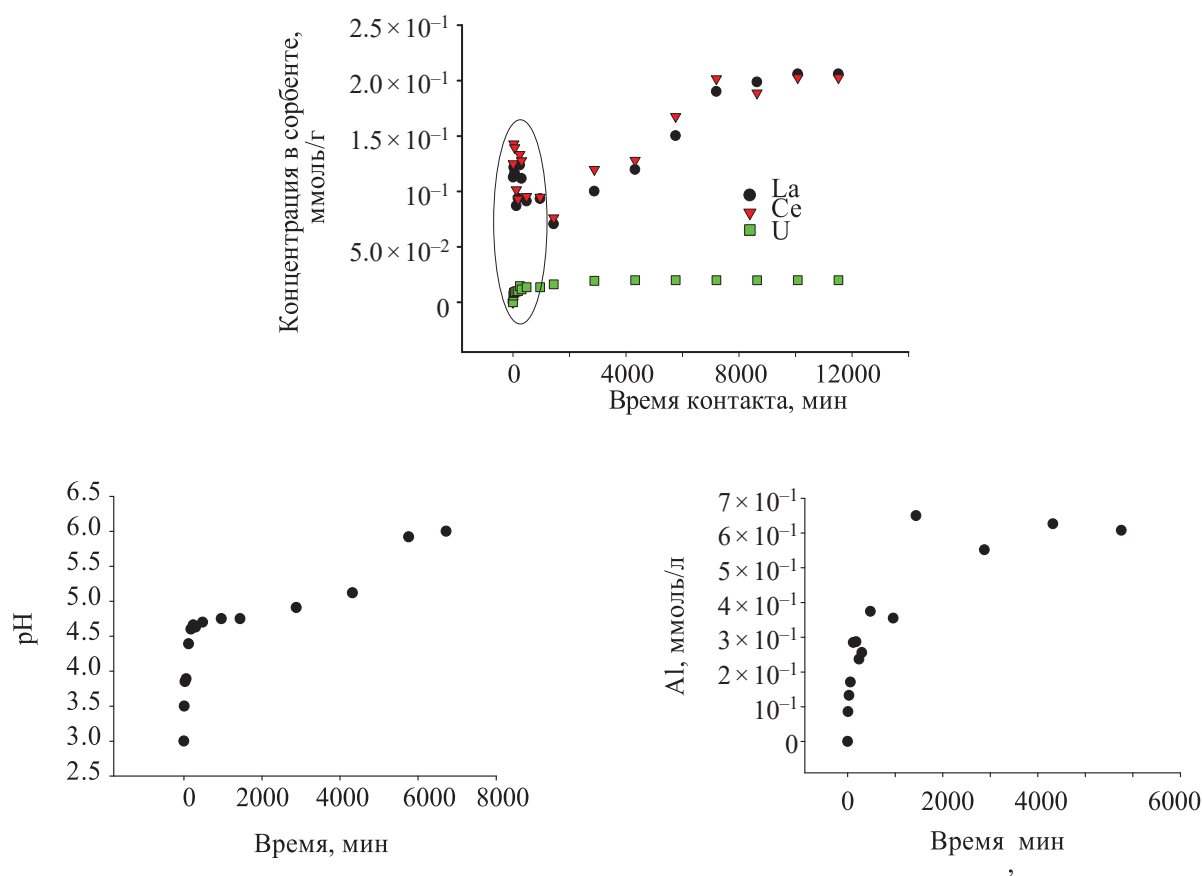 Концентрация в сорбенте,
ммоль/г
2.5 × 10⁻¹
2.0 × 10⁻¹
1.5 × 10⁻¹
10⁻¹
5.0 × 10⁻²
0
La
Ce
U
0 4000 8000 12000
Время контакта, мин
pH
6.5
6.0
5.5
5.0
4.5
4.0
3.5
3.0
2.5
0 2000 4000 6000 8000
Время, мин
Al, ммоль/л
7 × 10⁻¹
6 × 10⁻¹
5 × 10⁻¹
4 × 10⁻¹
3 × 10⁻¹
2 × 10⁻¹
10⁻¹
0
0 2000 4000 6000
Время мин
,